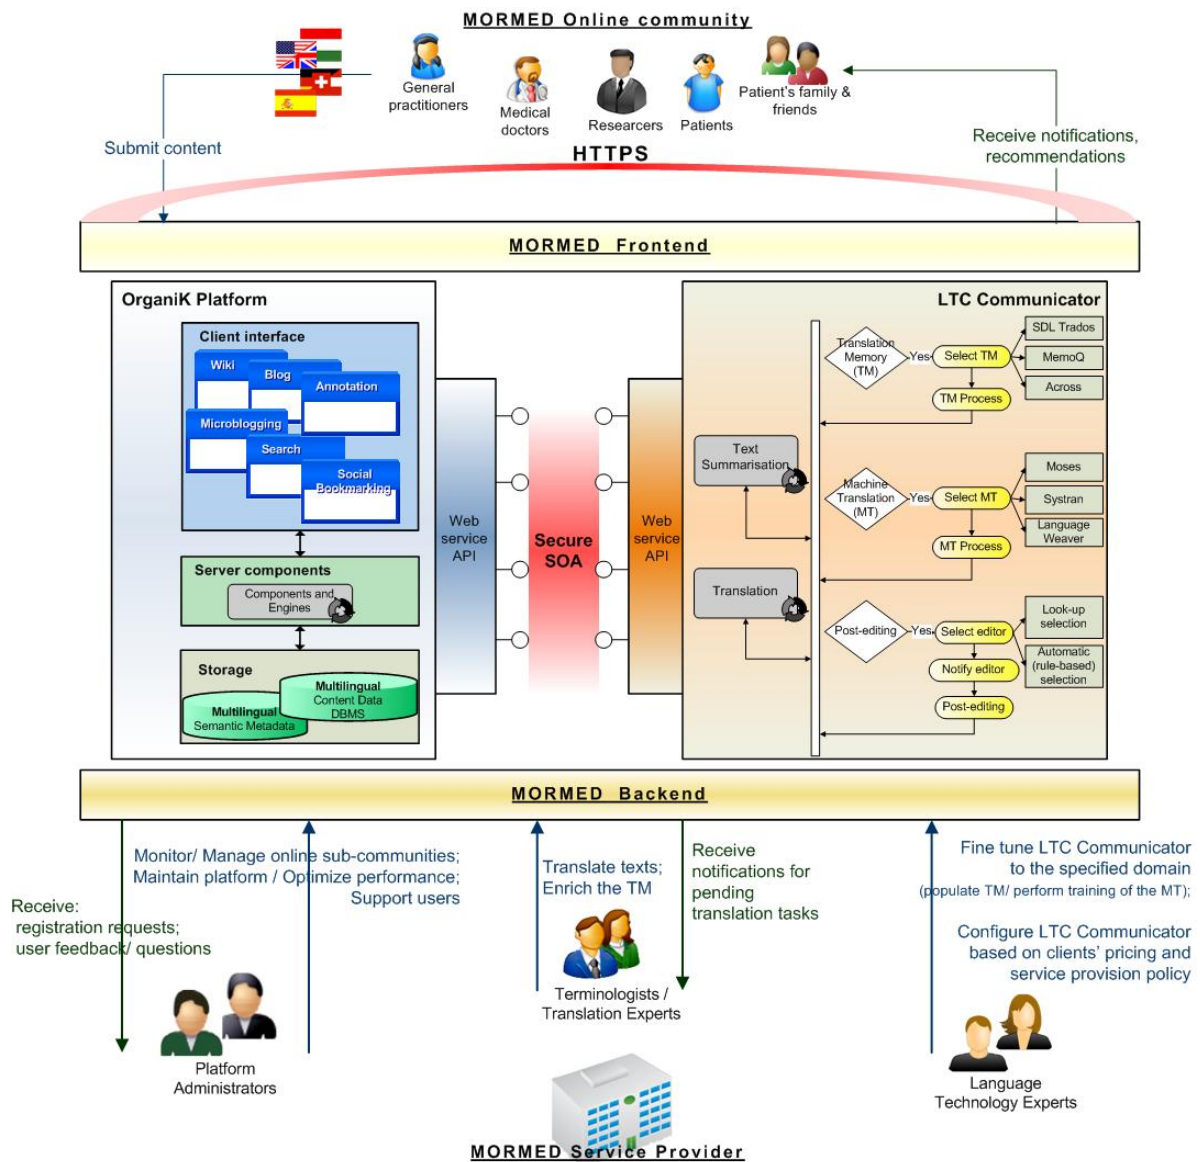 MORMED Online community
General
practitioners
Medical
doctors
Researcers
Patients
Patient's family &
friends
Submit content
HTTPS
Receive notifications,
recommendations
MORMED Frontend
OrganiK Platform
Client interface
Wiki
Blog
Annotation
Microblogging
Search
Social
Bookmarking
Server components
Components and
Engines
Storage
Multilingual
Content Data
DBMS
Multilingual
Semantic Metadata
Web
service
API
Secure
SOA
Web
service
API
LTC Communicator
Text
Summarisation
Translation
Translation
Memory
(TM)
Yes
Select TM
TM Process
SDL Trados
MemoQ
Across
Machine
Translation
(MT)
Yes
Select MT
MT Process
Moses
Systran
Language
Weaver
Post-editing
Yes
Select editor
Notify editor
Post-editing
Look-up
selection
Automatic
(rule-based)
selection
MORMED Backend
Monitor/ Manage online sub-communities;
Maintain platform / Optimize performance;
Support users
Receive:
registration requests;
user feedback/ questions
Platform
Administrators
Translate texts;
Enrich the TM
Terminologists /
Translation Experts
Receive
notifications for
pending
translation tasks
Fine tune LTC Communicator
to the specified domain
(populate TM/ perform training of the MT);
Configure LTC Communicator
based on clients' pricing and
service provision policy
Language
Technology Experts
MORMED Service Provider